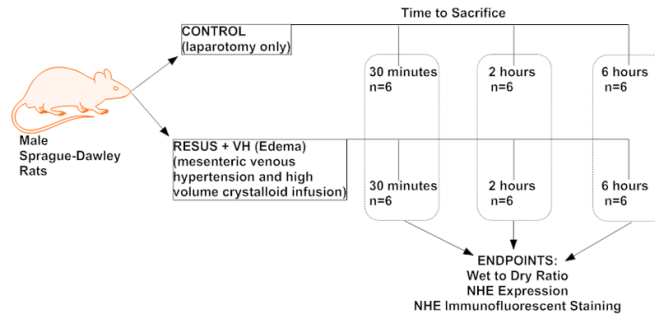 Time to Sacrifice
CONTROL
(laparotomy only)
30 minutes
n=6
2 hours
n=6
6 hours
n=6
Male
Sprague-Dawley
Rats
RESUS + VH (Edema)
(mesenteric venous
hypertension and high
volume crystalloid infusion)
30 minutes
n=6
2 hours
n=6
6 hours
n=6
ENDPOINTS:
Wet to Dry Ratio
NHE Expression
NHE Immunofluorescent Staining